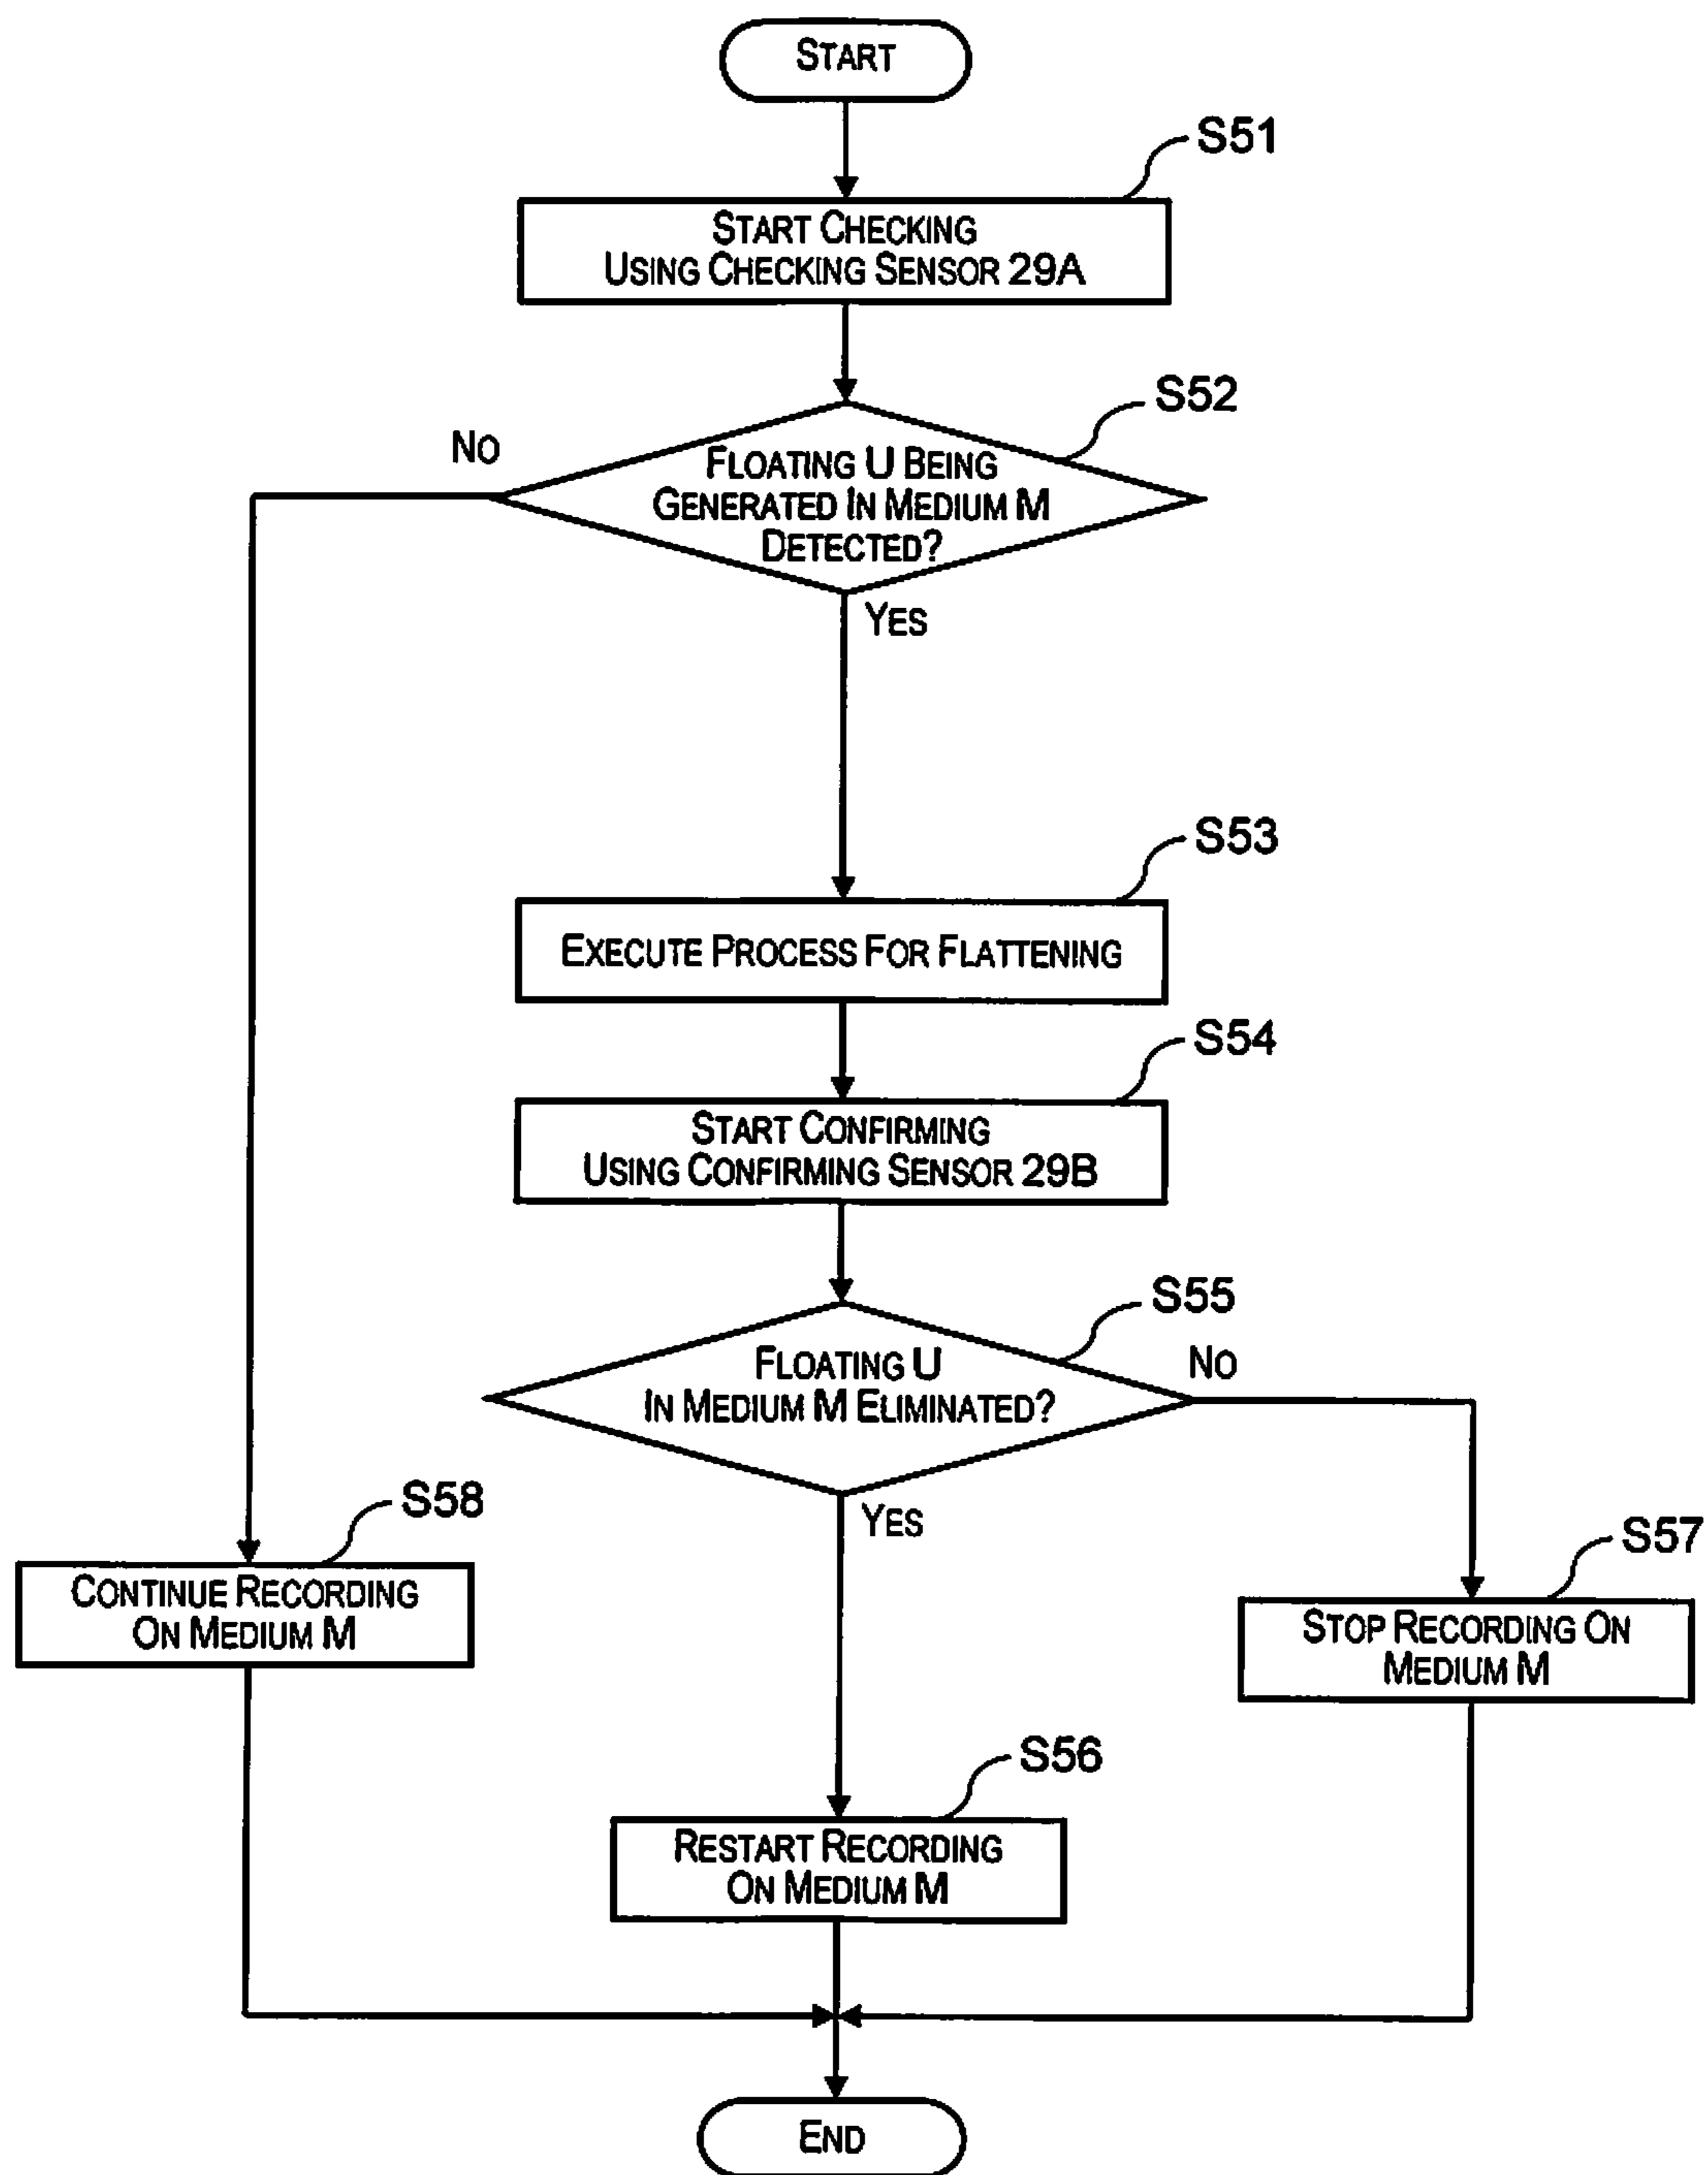 START
S51
START CHECKING
USING CHECKING SENSOR 29A
S52
NO
FLOATING U BEING
GENERATED IN MEDIUM M
DETECTED?
YES
S53
EXECUTE PROCESS FOR FLATTENING
S54
START CONFIRMING
USING CONFIRMING SENSOR 29B
S55
FLOATING U
IN MEDIUM M ELIMINATED?
NO
YES
S58
CONTINUE RECORDING
ON MEDIUM M
S57
STOP RECORDING ON
MEDIUM M
S56
RESTART RECORDING
ON MEDIUM M
END